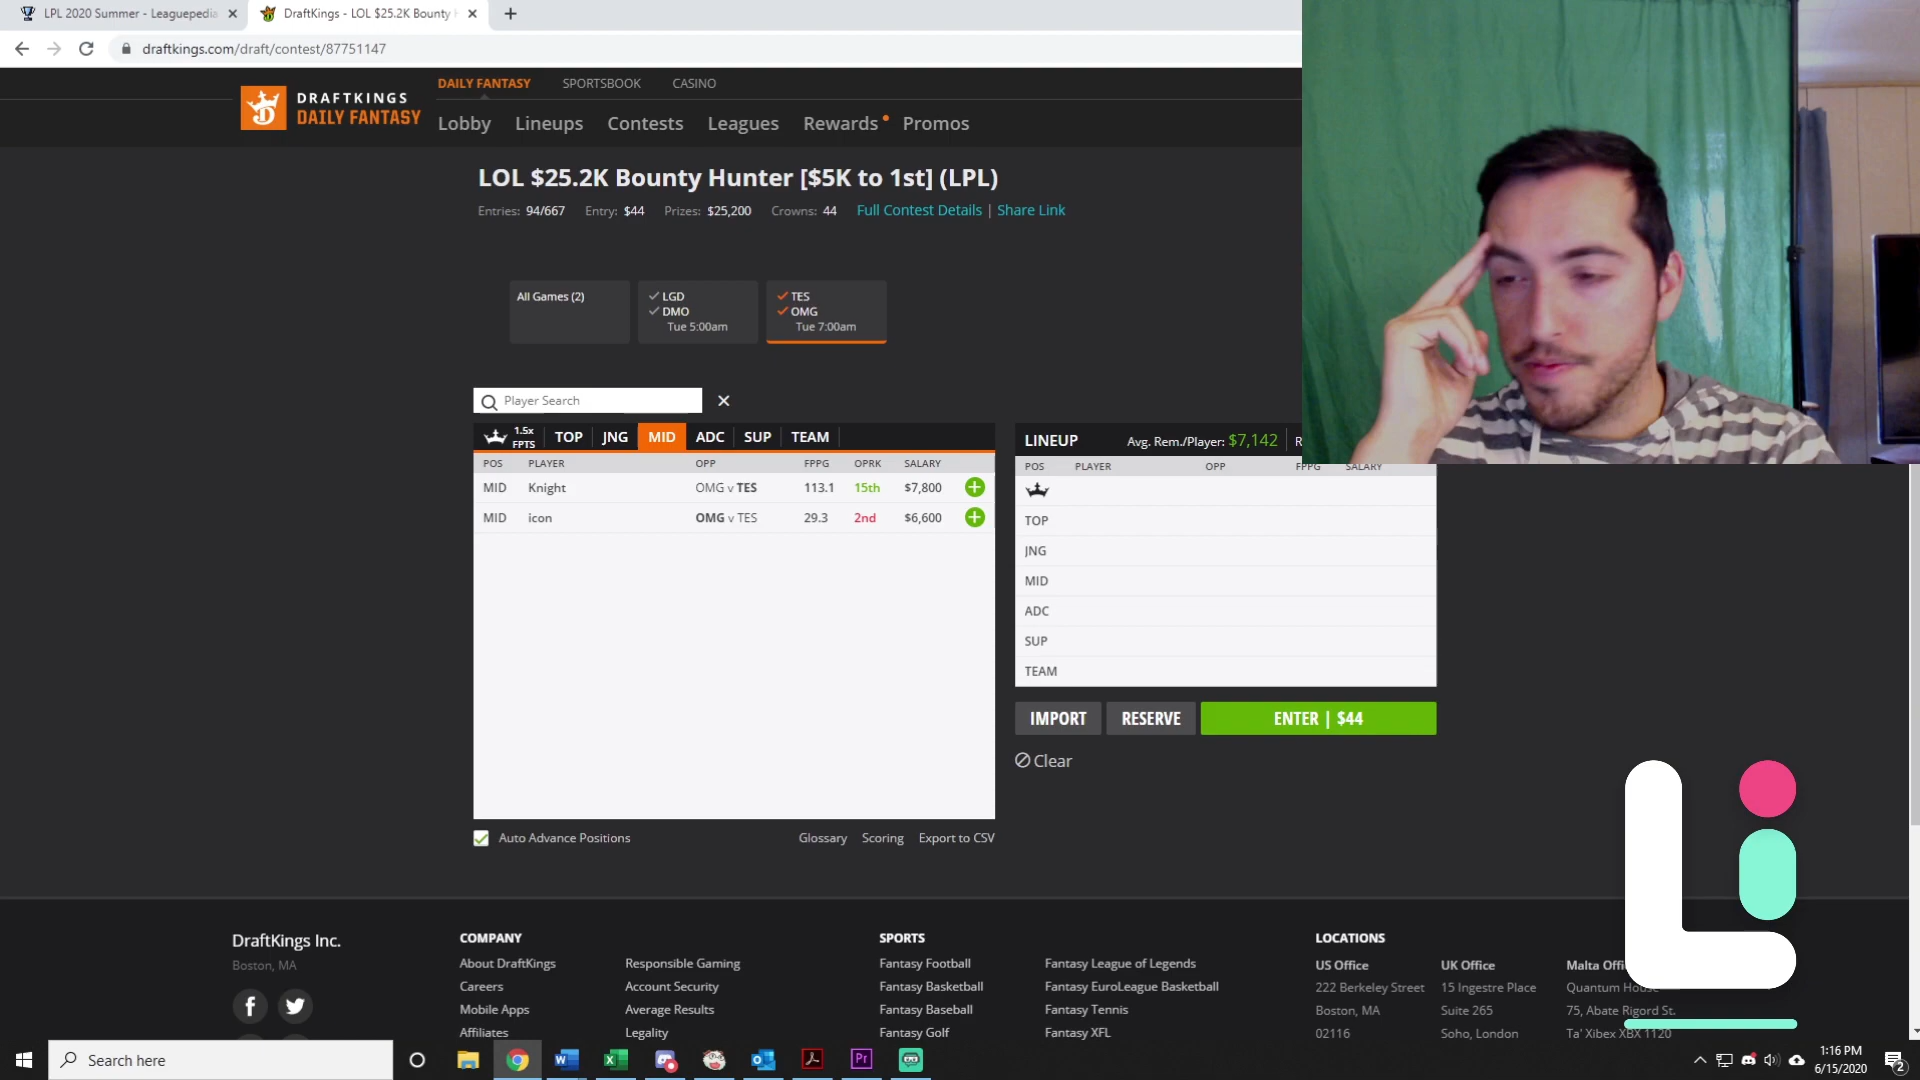 LPL 2020 Summer - Leaguepedia
DraftKings - LOL $25.2K Bounty
draftkings.com/draft/contest/87751147
DRAFTKINGS
DAILY FANTASY
DAILY FANTASY SPORTSBOOK CASINO
Lobby Lineups Contests Leagues Rewards Promos
LOL $25.2K Bounty Hunter [$5K to 1st] (LPL)
Entries: 94/667 Entry: $44 Prizes: $25,200 Crowns: 44 Full Contest Details | Share Link
All Games (2)
LGD
DMO
Tue 5:00am
TES
OMG
Tue 7:00am
Player Search
1.5x
FPTS
TOP JNG MID ADC SUP TEAM
POS PLAYER OPP FPPG OPRK SALARY
MID Knight OMG v TES 113.1 15th $7,800
MID icon OMG v TES 29.3 2nd $6,600
Auto Advance Positions
Glossary Scoring Export to CSV
LINEUP Avg. Rem./Player: $7,142 R
POS PLAYER OPP FPPG SALARY
TOP
JNG
MID
ADC
SUP
TEAM
IMPORT RESERVE ENTER | $44
Clear
DraftKings Inc.
Boston, MA
COMPANY
About DraftKings
Careers
Mobile Apps
Affiliates
Responsible Gaming
Account Security
Average Results
Legality
SPORTS
Fantasy Football
Fantasy Basketball
Fantasy Baseball
Fantasy Golf
Fantasy League of Legends
Fantasy EuroLeague Basketball
Fantasy Tennis
Fantasy XFL
LOCATIONS
US Office
222 Berkeley Street
Boston, MA
02116
UK Office
15 Ingestre Place
Suite 265
Soho, London
Malta Offi
Quantum House
75, Abate Rigord St.
Ta' Xibex XBX 1120
Search here
1:16 PM
6/15/2020
2